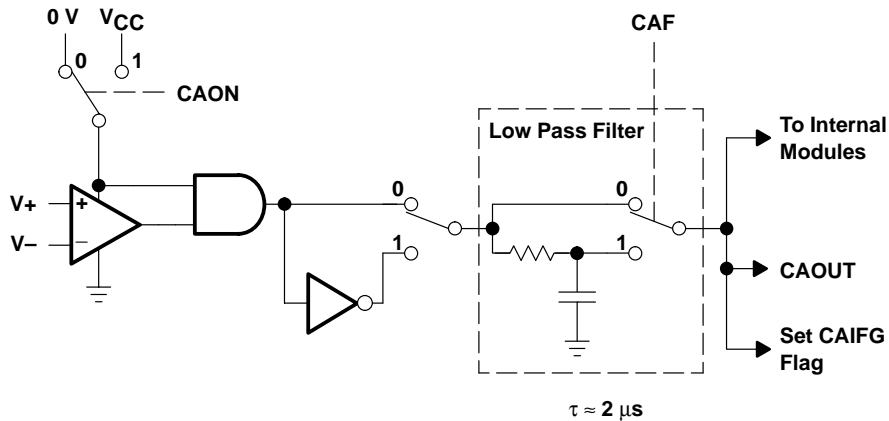 0 V
VCC
0
1
CAON
CAF
Low Pass Filter
To Internal
Modules
V+
+
V−
−
0
1
0
1
CAOUT
Set CAIFG
Flag
τ ≈ 2 μs